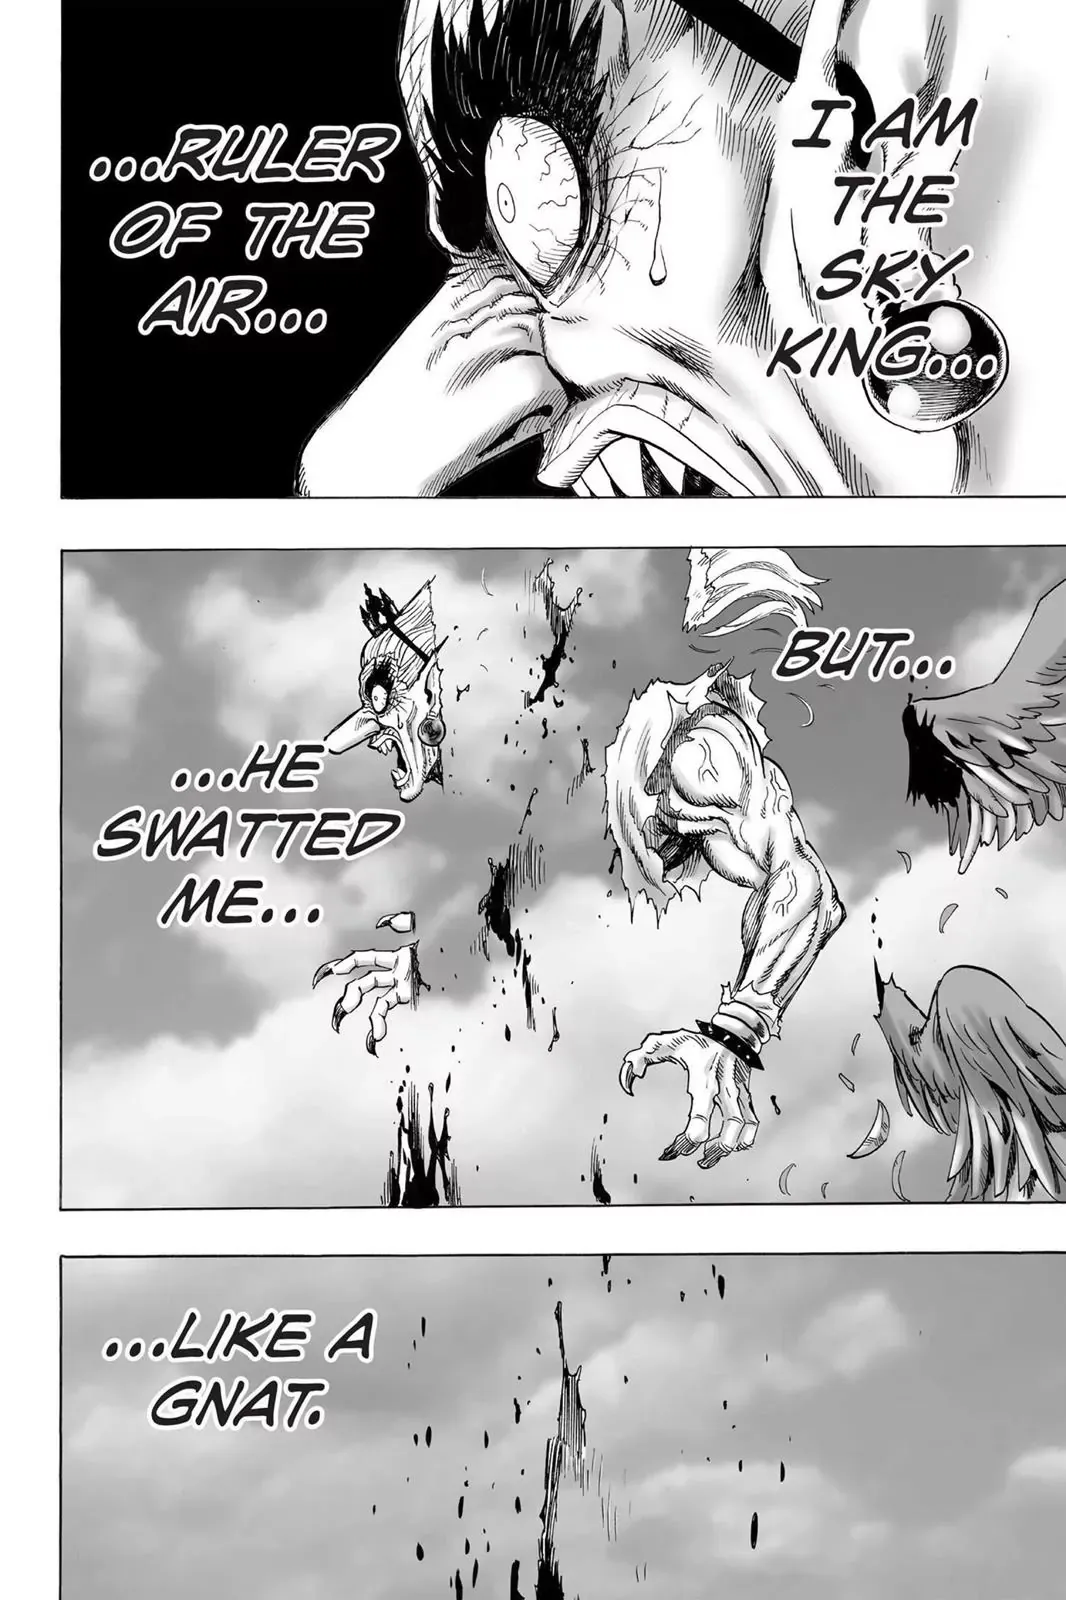 I AM
THE
SKY
KING...
...RULER
OF THE
AIR...
BUT...
...HE
SWATTED
ME...
...LIKE A
GNAT.